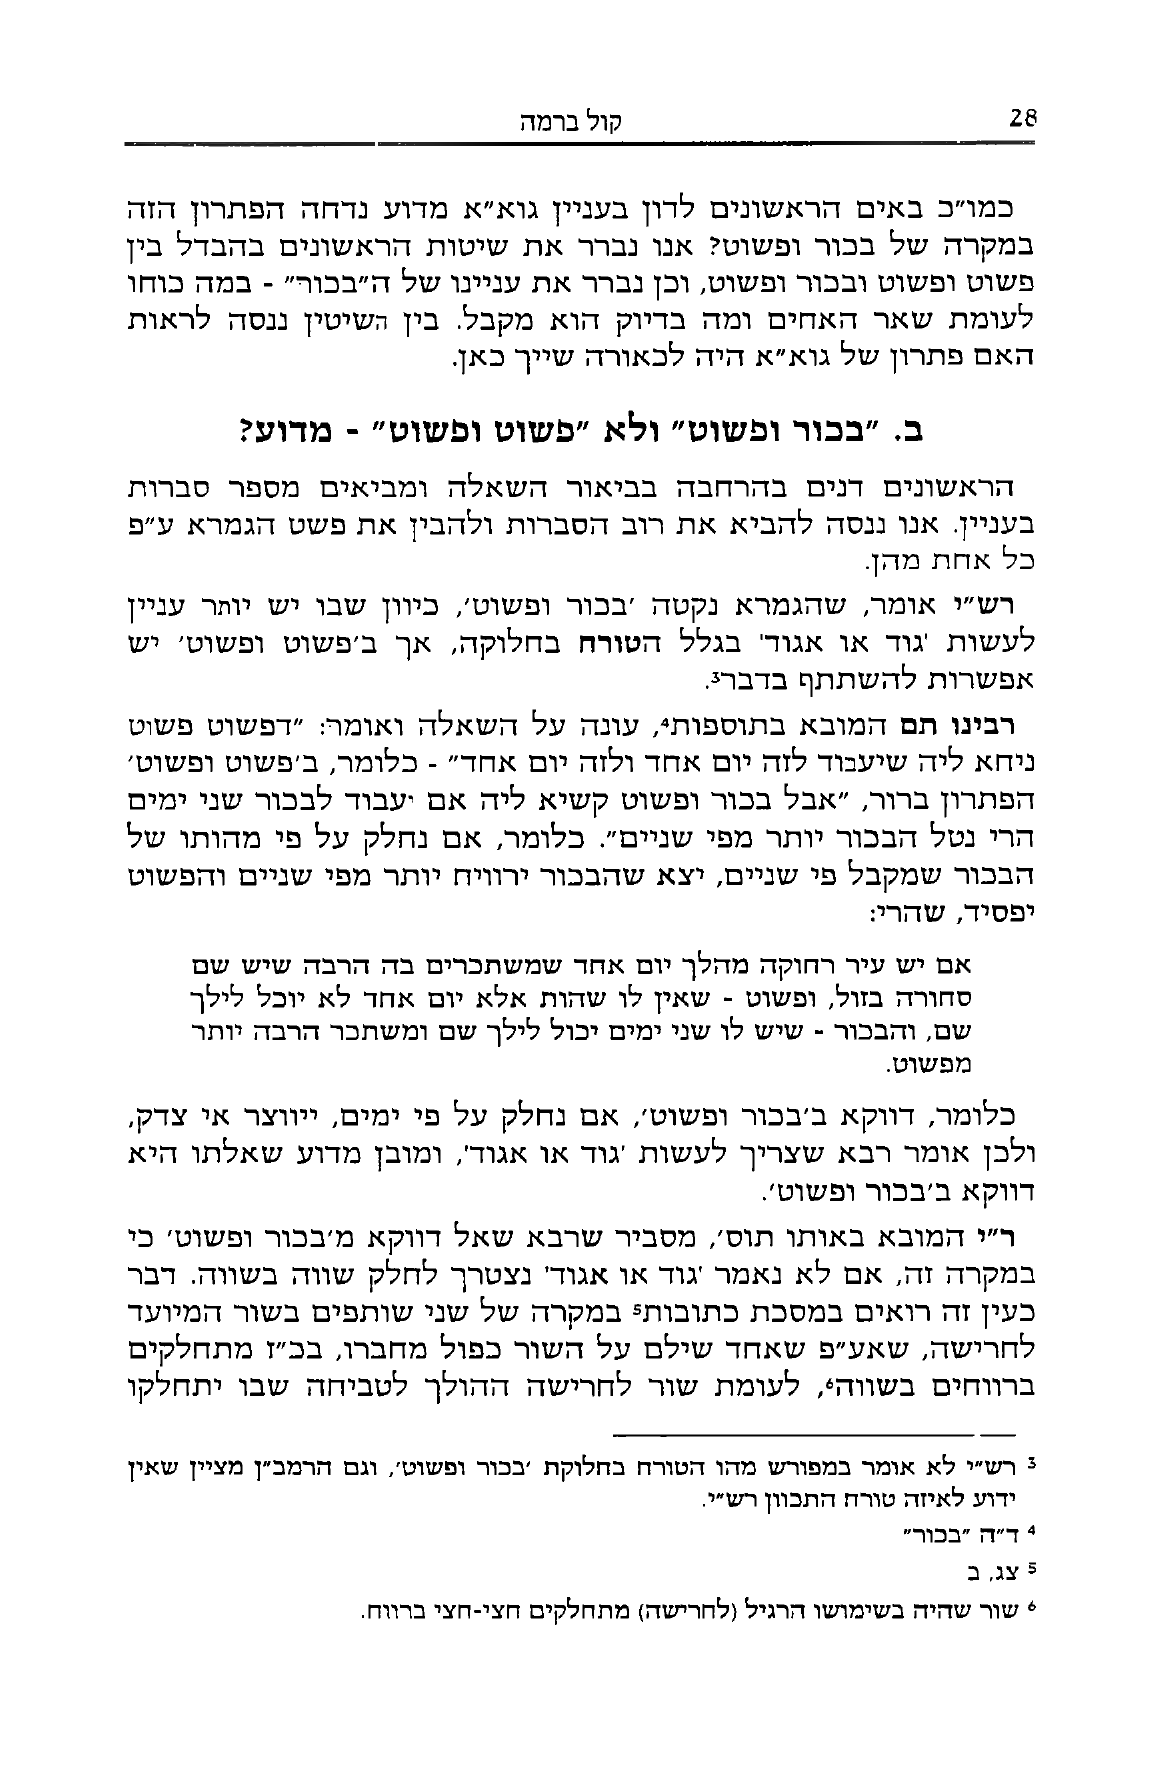 28
קול ברמה
כמו״כ באים הראשונים לדון בעניין גוא״א מדוע נדחה הפתרון הזה
במקרה של בכור ופשוט? אנו נברר את שיטות הראשונים בהבדל בין
פשוט ופשוט ובכור ופשוט, וכן נברר את עניינו של ה״בכור״ - במה כוחו
לעומת שאר האחים ומה בדיוק הוא מקבל. בין השיטין ננסה לראות
האם פתרון של גוא״א היה לכאורה שייך כאן.
ב. ״בכור ופשוט״ ולא ״פשוט ופשוט״ - מדוע?
הראשונים דנים בהרחבה בביאור השאלה ומביאים מספר סברות
בעניין. אנו ננסה להביא את רוב הסברות ולהבין את פשט הגמרא ע״פ
כל אחת מהן.
רש״י אומר, שהגמרא נקטה ׳בכור ופשוט׳, כיוון שבו יש יותר עניין
לעשות 'גוד או אגוד' בגלל הטורח בחלוקה, אך ב׳פשוט ופשוט׳ יש
אפשרות להשתתף בדבר³.
רבינו תם המובא בתוספות⁴, עונה על השאלה ואומר: ״דפשוט פשוט
ניחא ליה שיעבוד לזה יום אחד ולזה יום אחד״ - כלומר, ב׳פשוט ופשוט׳
הפתרון ברור, ״אבל בכור ופשוט קשיא ליה אם יעבוד לבכור שני ימים
הרי נטל הבכור יותר מפי שניים״. כלומר, אם נחלק על פי מהותו של
הבכור שמקבל פי שניים, יצא שהבכור ירוויח יותר מפי שניים והפשוט
יפסיד, שהרי:
אם יש עיר רחוקה מהלך יום אחד שמשתכרים בה הרבה שיש שם
סחורה בזול, ופשוט - שאין לו שהות אלא יום אחד לא יוכל לילך
שם, והבכור - שיש לו שני ימים יכול לילך שם ומשתכר הרבה יותר
מפשוט.
כלומר, דווקא ב׳בכור ופשוט׳, אם נחלק על פי ימים, ייווצר אי צדק,
ולכן אומר רבא שצריך לעשות 'גוד או אגוד', ומובן מדוע שאלתו היא
דווקא ב׳בכור ופשוט׳.
ר״י המובא באותו תוס׳, מסביר שרבא שאל דווקא מ׳בכור ופשוט׳ כי
במקרה זה, אם לא נאמר 'גוד או אגוד' נצטרך לחלק שווה בשווה. דבר
כעין זה רואים במסכת כתובות⁵ במקרה של שני שותפים בשור המיועד
לחרישה, שאע״פ שאחד שילם על השור כפול מחברו, בכ״ז מתחלקים
ברווחים בשווה⁶, לעומת שור לחרישה ההולך לטביחה שבו יתחלקו
³ רש״י לא אומר במפורש מהו הטורח בחלוקת ׳בכור ופשוט׳, וגם הרמב״ן מציין שאין
ידוע לאיזה טורח התכוון רש״י.
⁴ ד״ה ״בכור״
⁵ צג, ב
⁶ שור שהיה בשימושו הרגיל (לחרישה) מתחלקים חצי-חצי ברווח.